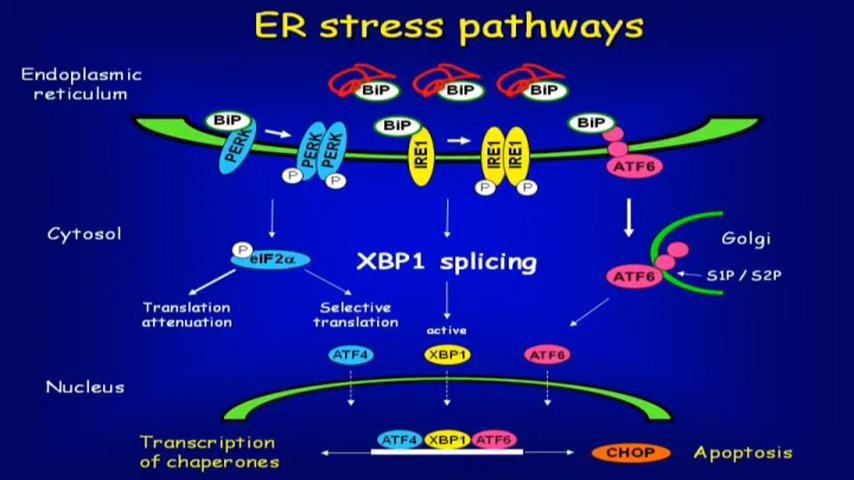 ER stress pathways
Endoplasmic
reticulum
BiP BiP BiP
BiP
PERK
PERK
PERK
P
P
BiP
IRE1
IRE1
IRE1
P
P
BiP
ATF6
Cytosol
P
eIF2α
XBP1 splicing
Golgi
ATF6
S1P / S2P
Translation
attenuation
Selective
translation
active
ATF4 XBP1 ATF6
Nucleus
Transcription
of chaperones
ATF4 XBP1 ATF6
CHOP
Apoptosis